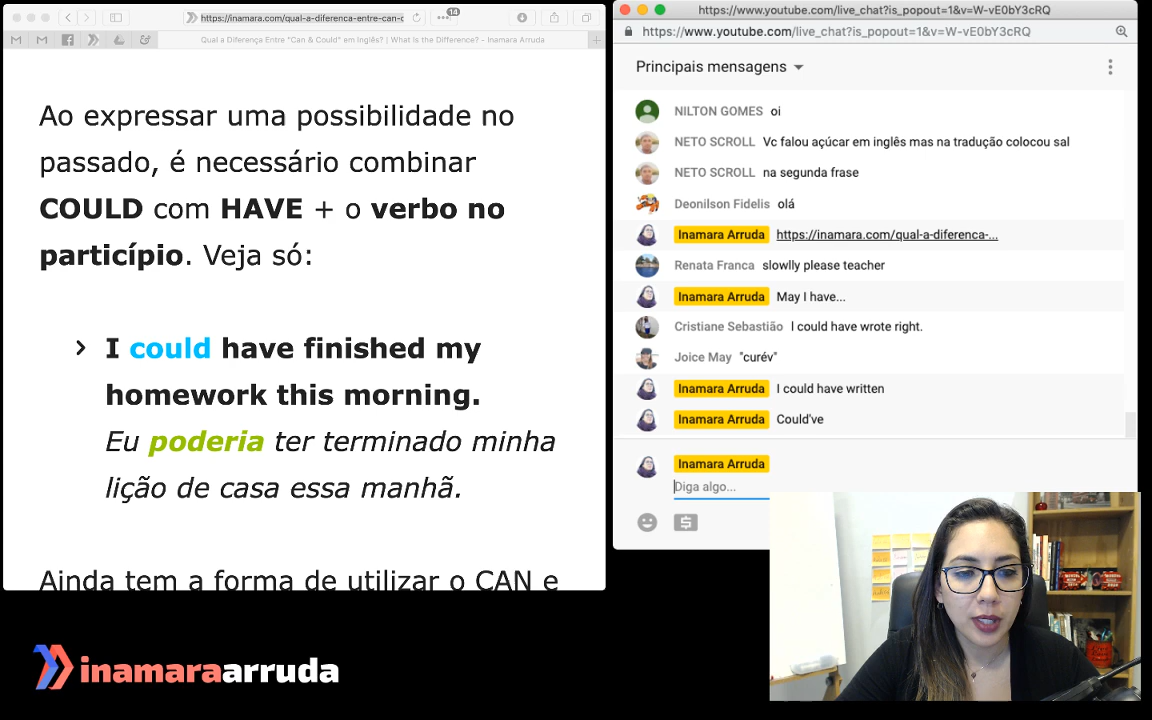 https://inamara.com/qual-a-diferenca-entre-can-c
14
Qual a Diferença Entre "Can & Could" em Inglês? | What Is the Difference? - Inamara Arruda
Ao expressar uma possibilidade no
passado, é necessário combinar
COULD com HAVE + o verbo no
particípio. Veja só:
I could have finished my
homework this morning.
Eu poderia ter terminado minha
lição de casa essa manhã.
Ainda tem a forma de utilizar o CAN e
inamaraarruda
https://www.youtube.com/live_chat?is_popout=1&v=W-vE0bY3cRQ
https://www.youtube.com/live_chat?is_popout=1&v=W-vE0bY3cRQ
Principais mensagens
NILTON GOMES oi
NETO SCROLL Vc falou açúcar em inglês mas na tradução colocou sal
NETO SCROLL na segunda frase
Deonilson Fidelis olá
Inamara Arruda https://inamara.com/qual-a-diferenca-...
Renata Franca slowlly please teacher
Inamara Arruda May I have...
Cristiane Sebastião I could have wrote right.
Joice May "curév"
Inamara Arruda I could have written
Inamara Arruda Could've
Inamara Arruda
Diga algo...